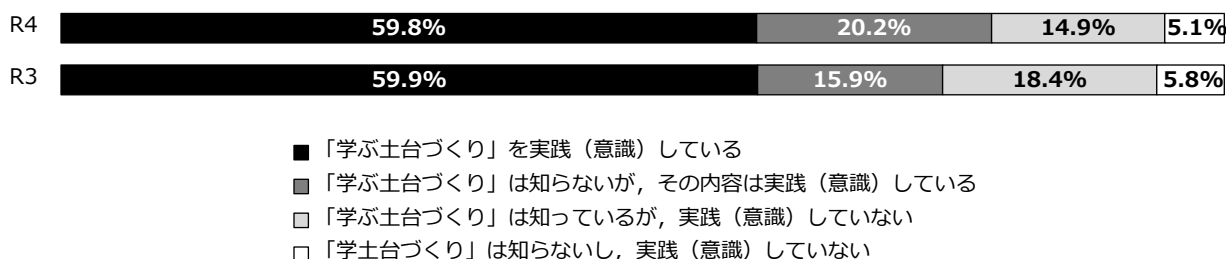 R4 59.8% 20.2% 14.9% 5.1%
R3 59.9% 15.9% 18.4% 5.8%
■ 「学ぶ土台づくり」を実践（意識）している
■ 「学ぶ土台づくり」は知らないが，その内容は実践（意識）している
□ 「学ぶ土台づくり」は知っているが，実践（意識）していない
□ 「学土台づくり」は知らないし，実践（意識）していない